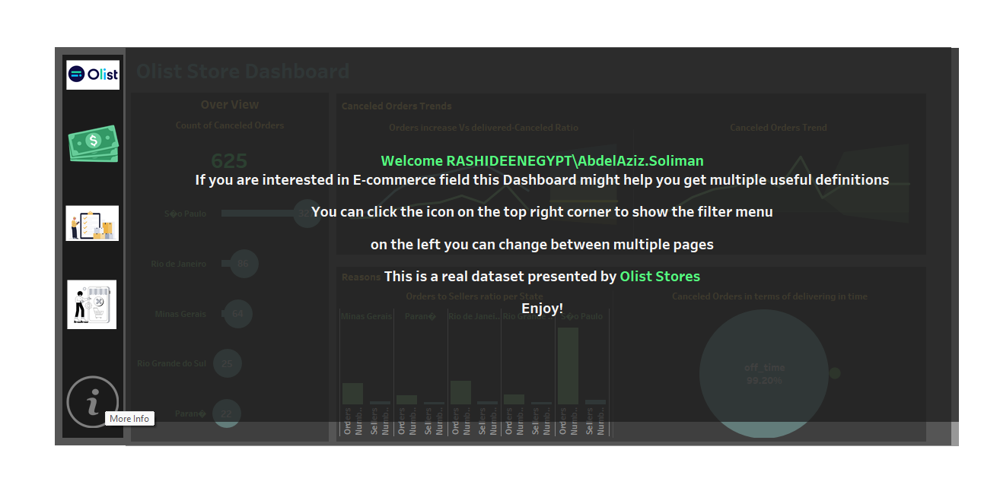 Olist
Olist Store Dashboard
Over View
Count of Canceled Orders
625
S�o Paulo
Rio de Janeiro
86
Minas Gerais
64
Rio Grande do Sul
25
Paran�
22
Canceled Orders Trends
Orders increase Vs delivered-Canceled Ratio
Canceled Orders Trend
Welcome RASHIDEENEGYPT\AbdelAziz.Soliman
If you are interested in E-commerce field this Dashboard might help you get multiple useful definitions
You can click the icon on the top right corner to show the filter menu
on the left you can change between multiple pages
This is a real dataset presented by Olist Stores
Enjoy!
Reasons
Orders to Sellers ratio per State
Minas Gerais
Paran�
Rio de Janei..
Rio Grande..
S�o Paulo
Orders
Numb..
Sellers
Numb..
Orders
Numb..
Sellers
Numb..
Orders
Numb..
Sellers
Numb..
Orders
Numb..
Sellers
Numb..
Orders
Numb..
Sellers
Numb..
Canceled Orders in terms of delivering in time
off_time
99.20%
i
More Info